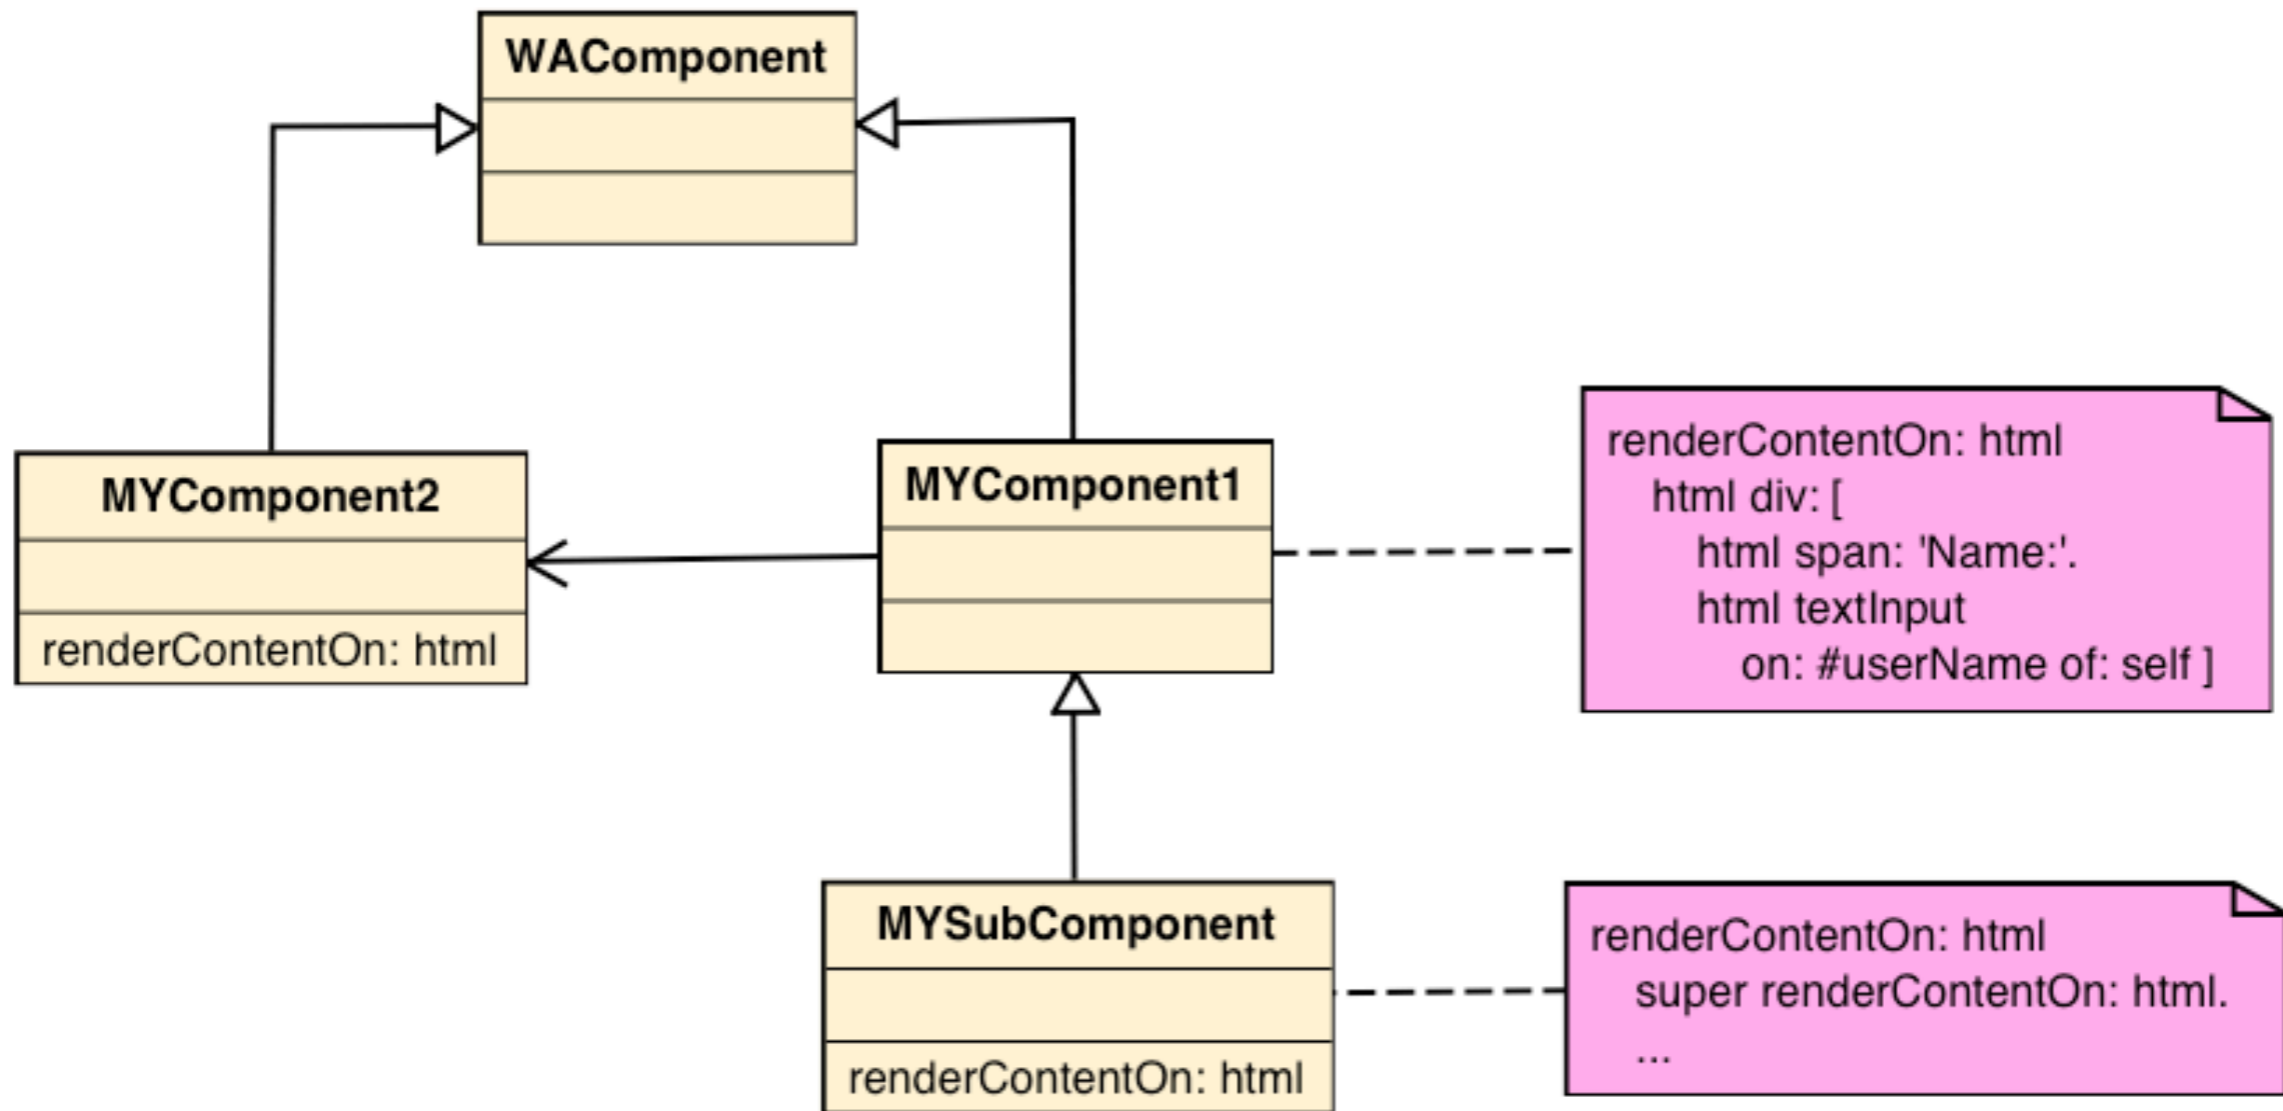 WAComponent
MYComponent2
renderContentOn: html
MYComponent1
renderContentOn: html
html div: [
html span: 'Name:'.
html textInput
on: #userName of: self ]
MYSubComponent
renderContentOn: html
renderContentOn: html
super renderContentOn: html.
...